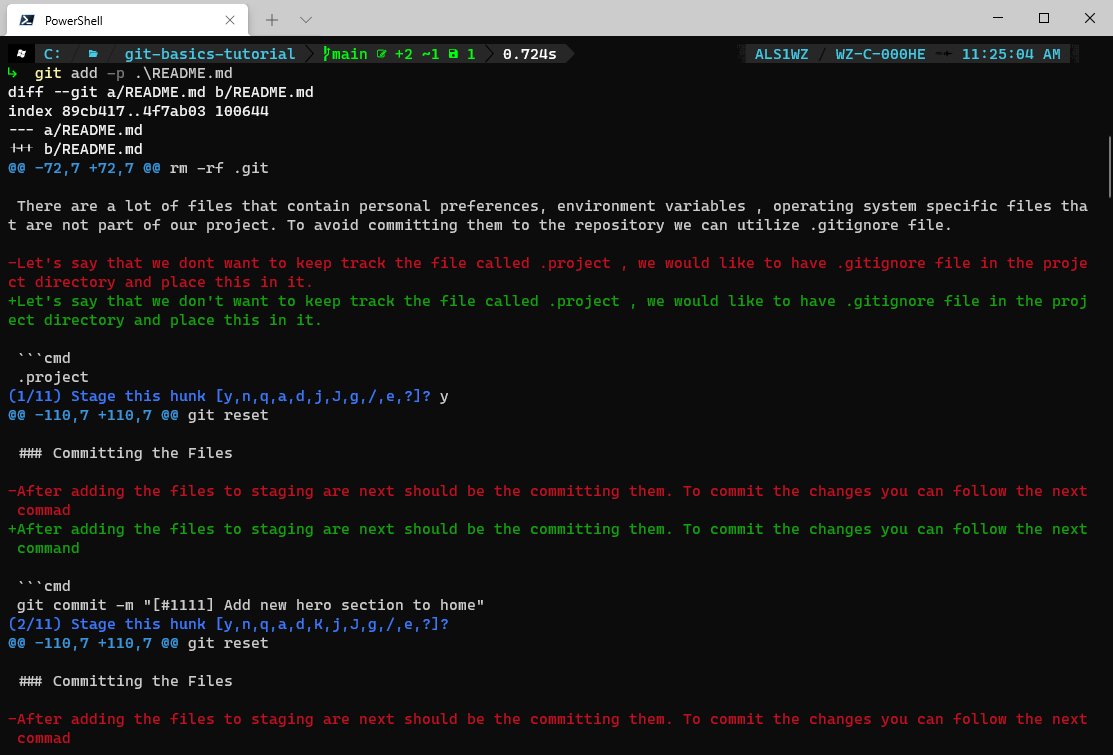 PowerShell
C: git-basics-tutorial main +2 ~1 1 0.724s ALS1WZ / WZ-C-000HE 11:25:04 AM
git add -p .\README.md
diff --git a/README.md b/README.md
index 89cb417..4f7ab03 100644
--- a/README.md
+++ b/README.md
@@ -72,7 +72,7 @@ rm -rf .git
There are a lot of files that contain personal preferences, environment variables , operating system specific files tha
t are not part of our project. To avoid committing them to the repository we can utilize .gitignore file.
-Let's say that we dont want to keep track the file called .project , we would like to have .gitignore file in the proje
ct directory and place this in it.
+Let's say that we don't want to keep track the file called .project , we would like to have .gitignore file in the proj
ect directory and place this in it.
```cmd
.project
(1/11) Stage this hunk [y,n,q,a,d,j,J,g,/,e,?]? y
@@ -110,7 +110,7 @@ git reset
### Committing the Files
-After adding the files to staging are next should be the committing them. To commit the changes you can follow the next
commad
+After adding the files to staging are next should be the committing them. To commit the changes you can follow the next
command
```cmd
git commit -m "[#1111] Add new hero section to home"
(2/11) Stage this hunk [y,n,q,a,d,K,j,J,g,/,e,?]?
@@ -110,7 +110,7 @@ git reset
### Committing the Files
-After adding the files to staging are next should be the committing them. To commit the changes you can follow the next
commad